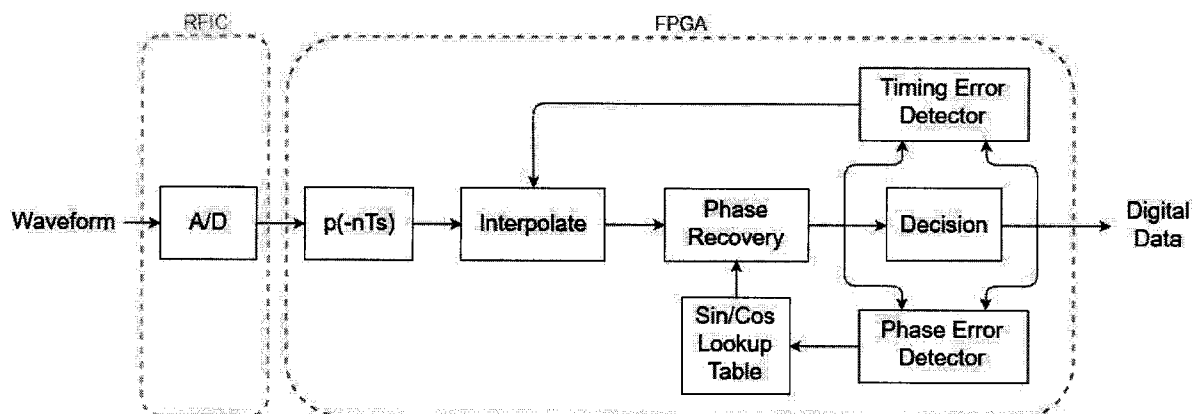 RFIC
FPGA
Timing Error
Detector
Waveform
A/D
p(-nTs)
Interpolate
Phase
Recovery
Decision
Digital
Data
Sin/Cos
Lookup
Table
Phase Error
Detector